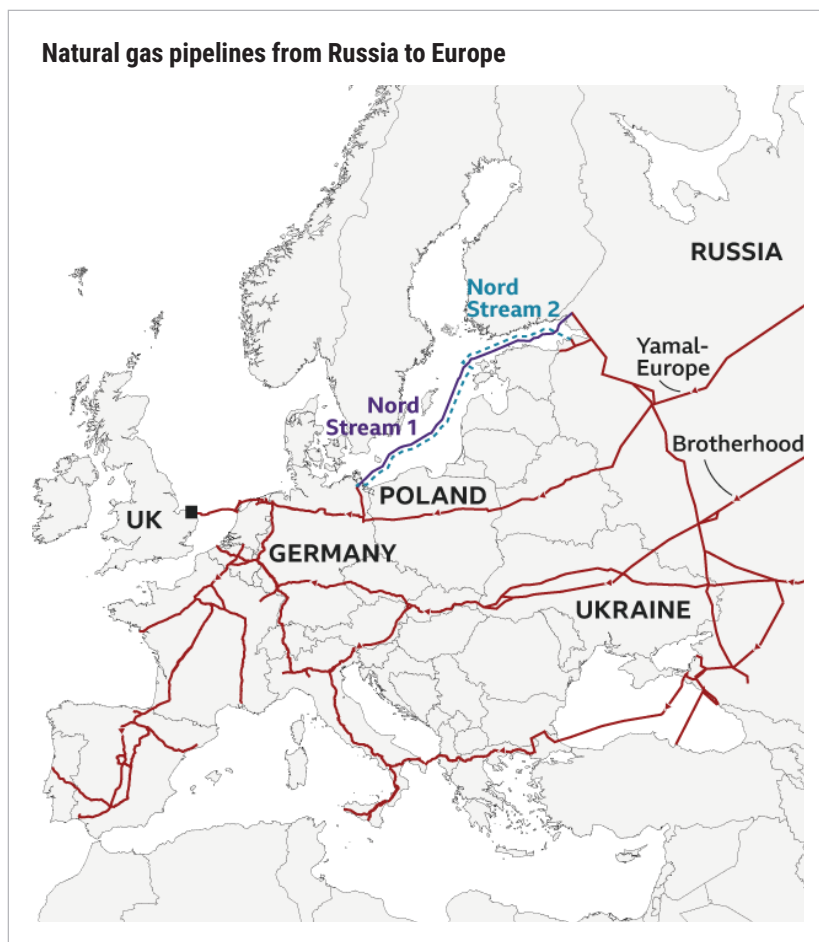 Natural gas pipelines from Russia to Europe
RUSSIA
Nord
Stream 2
Yamal-
Europe
Nord
Stream 1
Brotherhood
POLAND
UK
GERMANY
UKRAINE